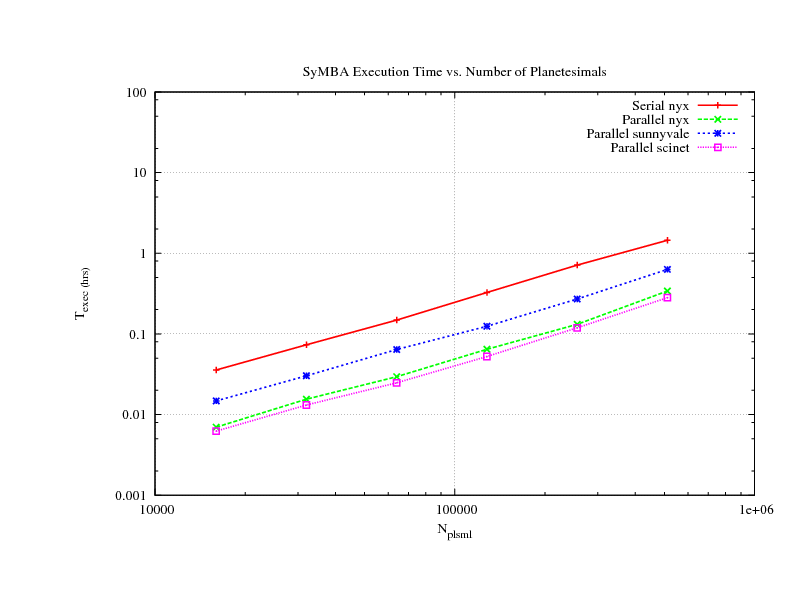 SyMBA Execution Time vs. Number of Planetesimals
100
10
1
0.1
0.01
0.001
T_exec (hrs)
Serial nyx
Parallel nyx
Parallel sunnyvale
Parallel scinet
10000
100000
1e+06
N_plsml